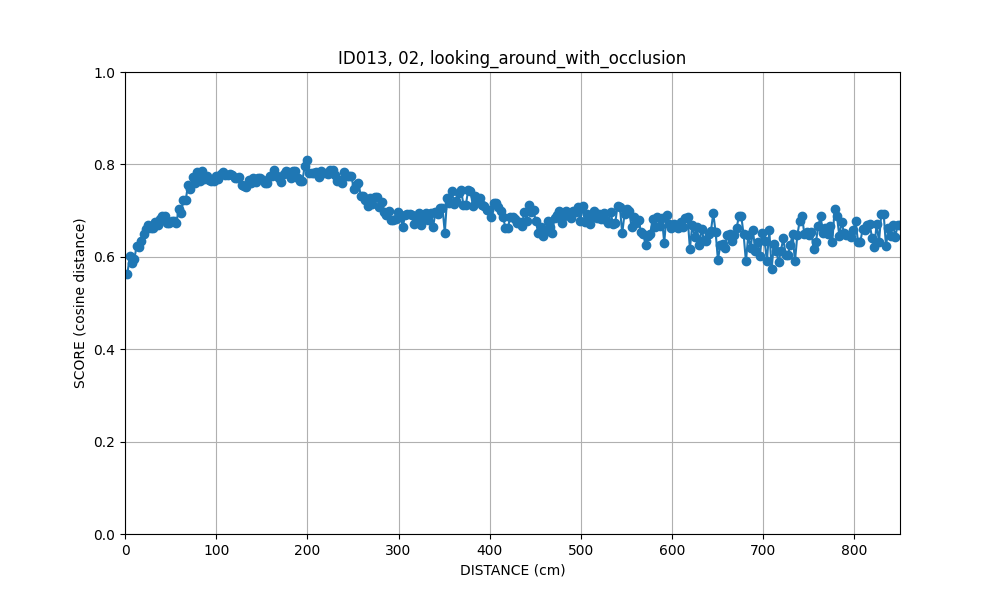 ID013, 02, looking_around_with_occlusion
1.0
0.8
0.6
0.4
0.2
0.0
SCORE (cosine distance)
0 100 200 300 400 500 600 700 800
DISTANCE (cm)